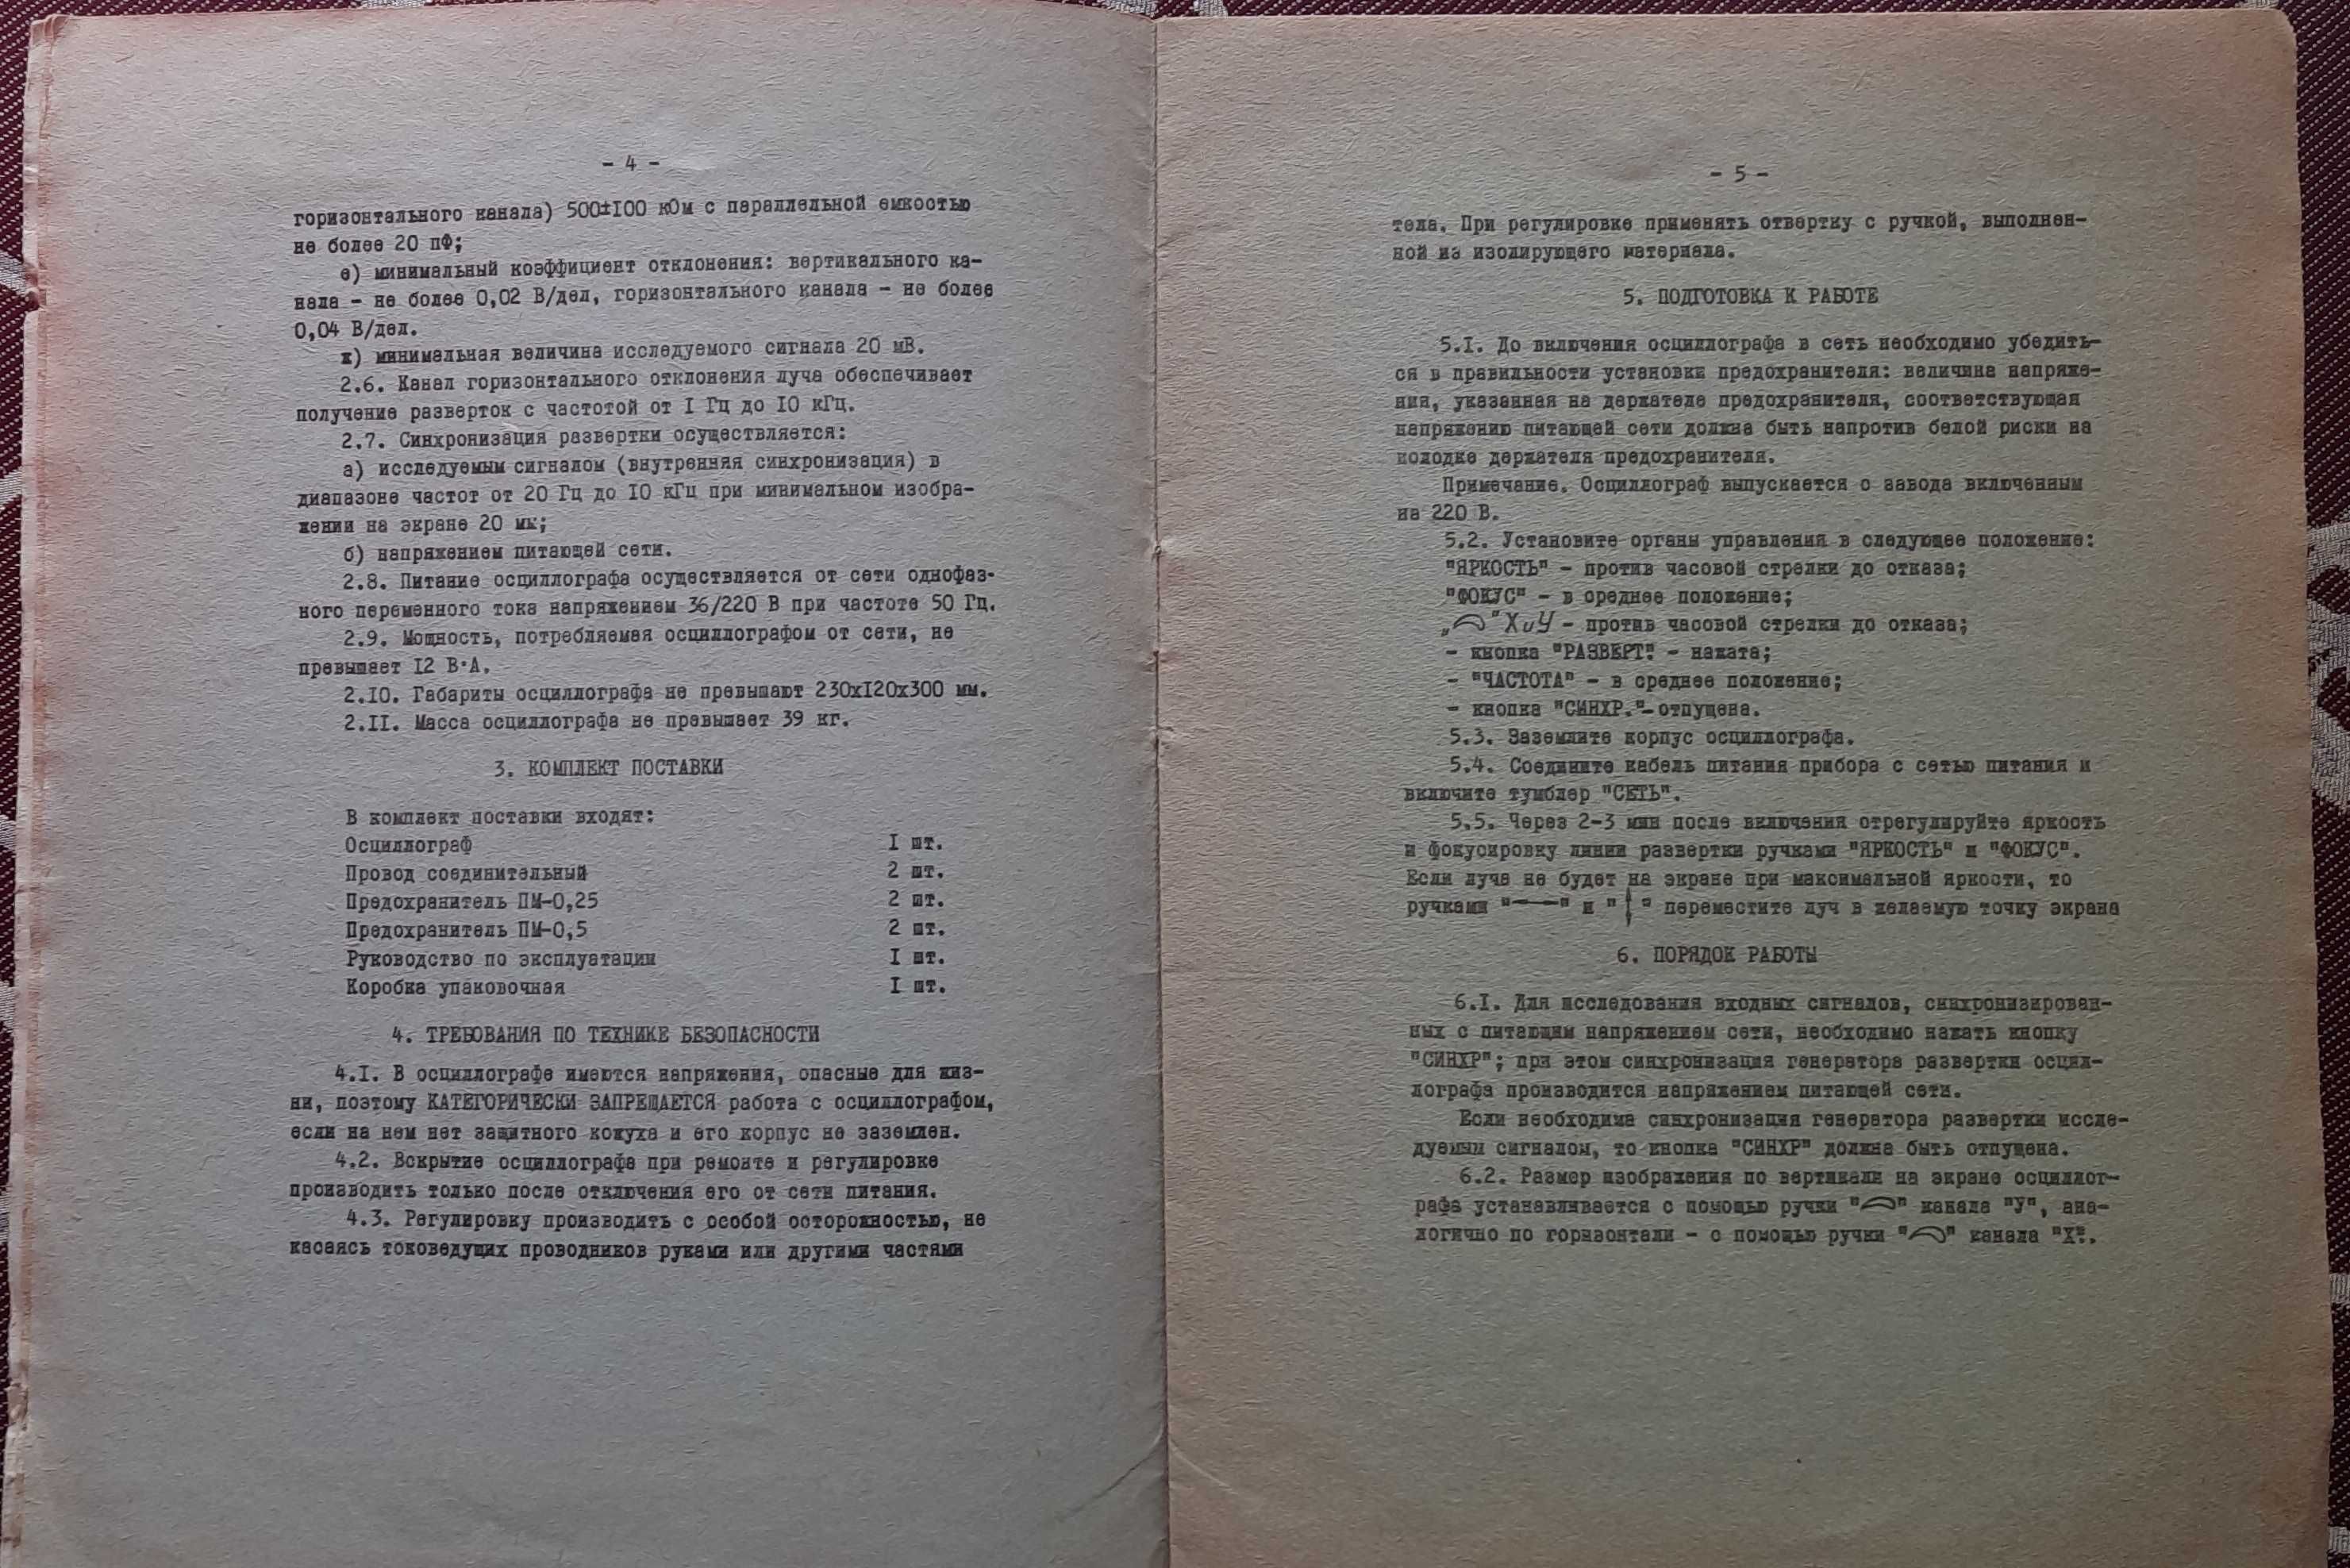 - 4 -
горизонтального канала) 500±100 кОм с параллельной емкостью
не более 20 пФ;
е) минимальный коэффициент отклонения: вертикального ка-
нала - не более 0,02 В/дел, горизонтального канала - не более
0,04 В/дел.
ж) минимальная величина исследуемого сигнала 20 мВ.
2.6. Канал горизонтального отклонения луча обеспечивает
получение разверток с частотой от I Гц до IO кГц.
2.7. Синхронизация развертки осуществляется:
а) исследуемым сигналом (внутренняя синхронизация) в
диапазоне частот от 20 Гц до IO кГц при минимальном изобра-
жении на экране 20 мм;
б) напряжением питающей сети.
2.8. Питание осциллографа осуществляется от сети однофаз-
ного переменного тока напряжением 36/220 В при частоте 50 Гц.
2.9. Мощность, потребляемая осциллографом от сети, не
превышает I2 В·А.
2.IO. Габариты осциллографа не превышают 230хI20х300 мм.
2.II. Масса осциллографа не превышает 39 кг.
3. КОМПЛЕКТ ПОСТАВКИ
В комплект поставки входят:
Осциллограф I шт.
Провод соединительный 2 шт.
Предохранитель ПМ-0,25 2 шт.
Предохранитель ПМ-0,5 2 шт.
Руководство по эксплуатации I шт.
Коробка упаковочная I шт.
4. ТРЕБОВАНИЯ ПО ТЕХНИКЕ БЕЗОПАСНОСТИ
4.I. В осциллографе имеются напряжения, опасные для жиз-
ни, поэтому КАТЕГОРИЧЕСКИ ЗАПРЕЩАЕТСЯ работа с осциллографом,
если на нем нет защитного кожуха и его корпус не заземлен.
4.2. Вскрытие осциллографа при ремонте и регулировке
производить только после отключения его от сети питания.
4.3. Регулировку производить с особой осторожностью, не
касаясь токоведущих проводников руками или другими частями
- 5 -
тела. При регулировке применять отвертку с ручкой, выполнен-
ной из изолирующего материала.
5. ПОДГОТОВКА К РАБОТЕ
5.I. До включения осциллографа в сеть необходимо убедить-
ся в правильности установки предохранителя: величина напряже-
ния, указанная на держателе предохранителя, соответствующая
напряжению питающей сети должна быть напротив белой риски на
колодке держателя предохранителя.
Примечание. Осциллограф выпускается с завода включенным
на 220 В.
5.2. Установите органы управления в следующее положение:
"ЯРКОСТЬ" - против часовой стрелки до отказа;
"ФОКУС" - в среднее положение;
„ " X и У - против часовой стрелки до отказа;
- кнопка "РАЗВЕРТ." - нажата;
- "ЧАСТОТА" - в среднее положение;
- кнопка "СИНХР."-отпущена.
5.3. Заземлите корпус осциллографа.
5.4. Соедините кабель питания прибора с сетью питания и
включите тумблер "СЕТЬ".
5.5. Через 2-3 мин после включения отрегулируйте яркость
и фокусировку линии развертки ручками "ЯРКОСТЬ" и "ФОКУС".
Если луча не будет на экране при максимальной яркости, то
ручками "↔" и "↕" переместите луч в желаемую точку экрана
6. ПОРЯДОК РАБОТЫ
6.I. Для исследования входных сигналов, синхронизирован-
ных с питающим напряжением сети, необходимо нажать кнопку
"СИНХР"; при этом синхронизация генератора развертки осцил-
лографа производится напряжением питающей сети.
Если необходима синхронизация генератора развертки иссле-
дуемым сигналом, то кнопка "СИНХР" должна быть отпущена.
6.2. Размер изображения по вертикали на экране осциллог-
рафа устанавливается с помощью ручки " " канала "У", ана-
логично по горизонтали - с помощью ручки " " канала "Х".